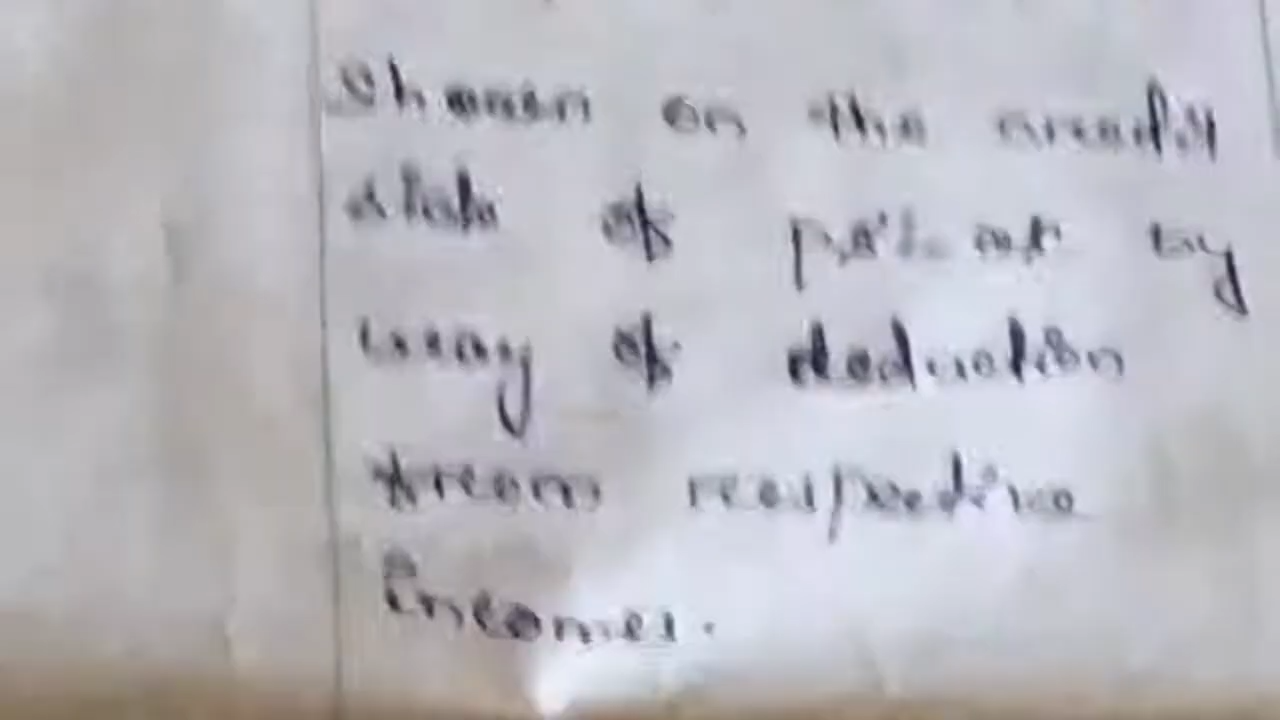 Shown on the credit
side of P&L a/c by
way of deduction
from respective
incomes.